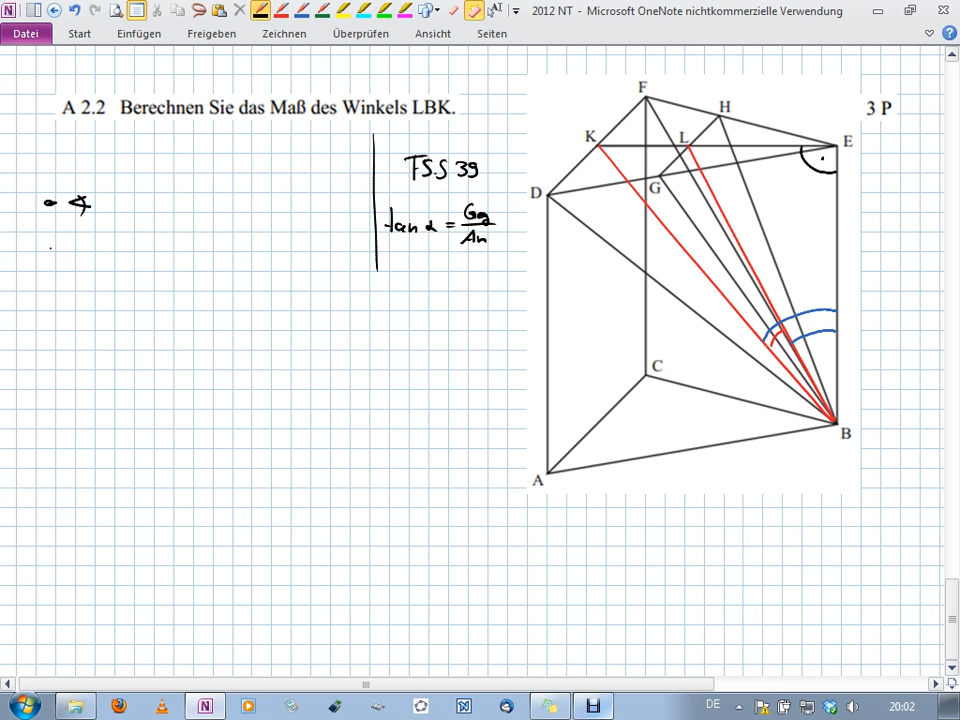 2012 NT - Microsoft OneNote nichtkommerzielle Verwendung
Datei Start Einfügen Freigeben Zeichnen Überprüfen Ansicht Seiten
A 2.2 Berechnen Sie das Maß des Winkels LBK.
3 P
F.S.S 39
tan α = Gg
An
F
H
K
L
E
D
G
C
B
A
DE
20:02